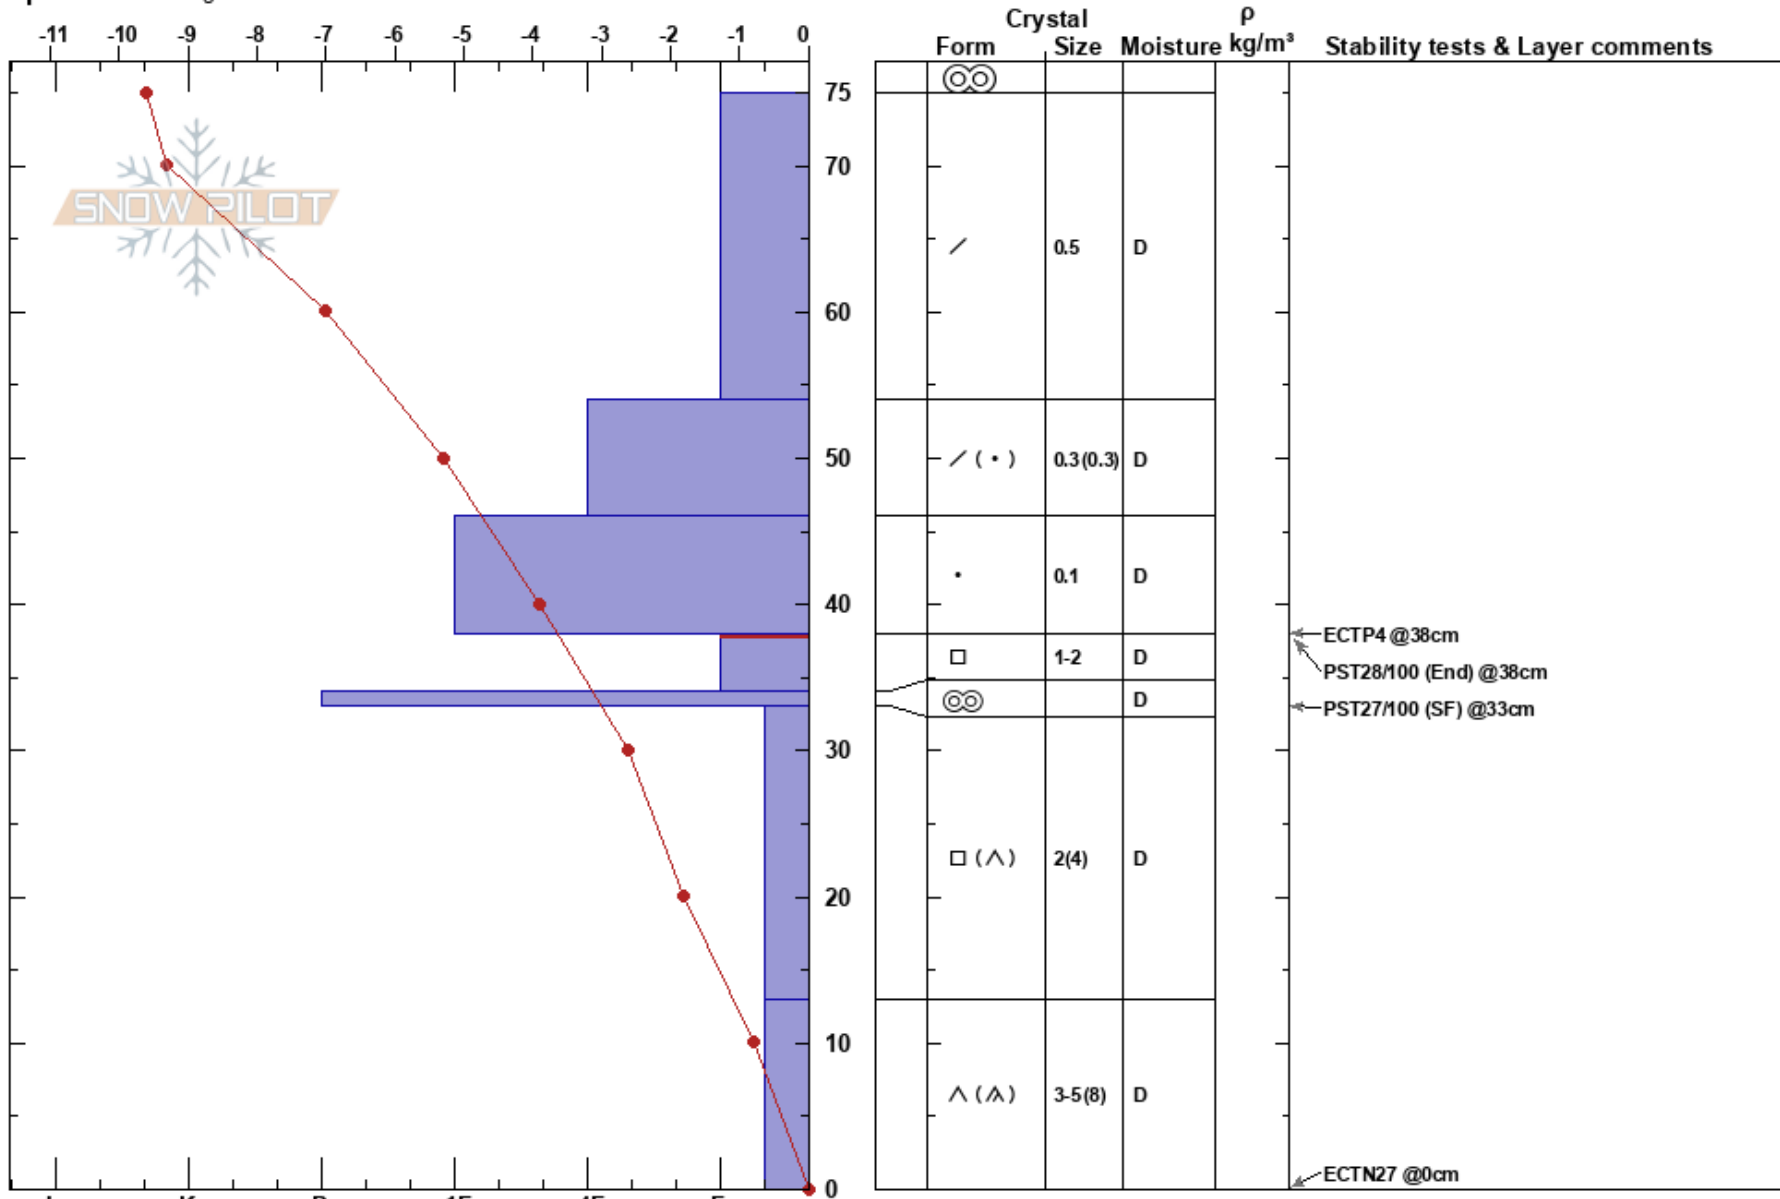 Crystal ρ
-11 -10 -9 -8 -7 -6 -5 -4 -3 -2 -1 0 Form Size Moisture kg/m³ Stability tests & Layer comments
75
70
SNOW PILOT
0.5 D
60
50 / ( • ) 0.3(0.3) D
• 0.1 D
40
ECTP4 @38cm
1-2 D
PST28/100 (End) @38cm
D
PST27/100 (SF) @33cm
30
2(4) D
20
10
3-5(8) D
ECTN27 @0cm
0